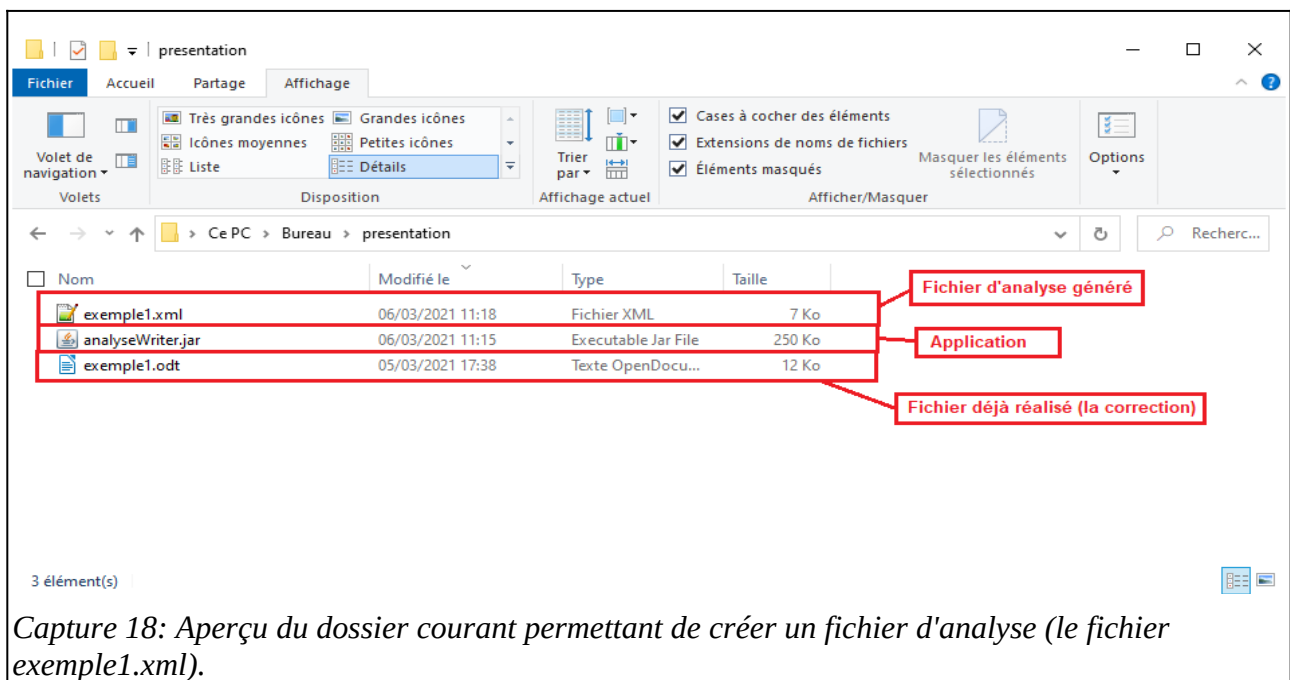 presentation
Fichier Accueil Partage Affichage
Très grandes icônes Grandes icônes
Icônes moyennes Petites icônes
Liste Détails
Volet de navigation
Volets
Disposition
Trier par
Affichage actuel
Cases à cocher des éléments
Extensions de noms de fichiers
Éléments masqués
Masquer les éléments sélectionnés
Afficher/Masquer
Options
Ce PC > Bureau > presentation
Recherc...
Nom Modifié le Type Taille
Fichier d'analyse généré
exemple1.xml 06/03/2021 11:18 Fichier XML 7 Ko
analyseWriter.jar 06/03/2021 11:15 Executable Jar File 250 Ko
Application
exemple1.odt 05/03/2021 17:38 Texte OpenDocu... 12 Ko
Fichier déjà réalisé (la correction)
3 élément(s)
Capture 18: Aperçu du dossier courant permettant de créer un fichier d'analyse (le fichier
exemple1.xml).